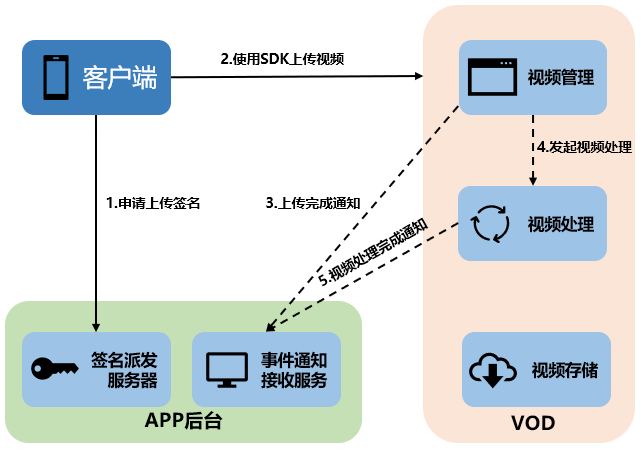 客户端
2.使用SDK上传视频
视频管理
4.发起视频处理
1.申请上传签名
3.上传完成通知
5.视频处理完成通知
视频处理
签名派发
服务器
事件通知
接收服务
视频存储
APP后台
VOD